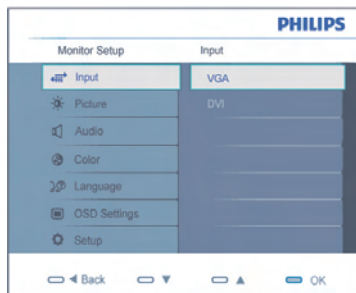 PHILIPS
Monitor Setup Input
Input VGA
Picture DVI
Audio
Color
Language
OSD Settings
Setup
Back OK